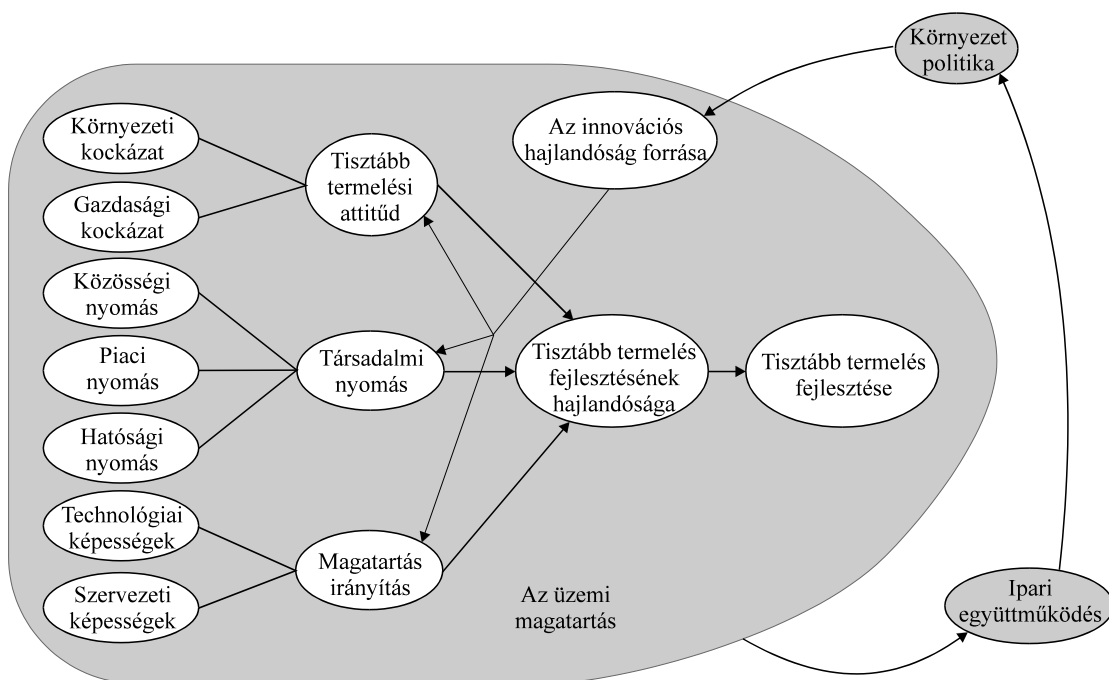 Környezet
politika
Környezeti
kockázat
Az innovációs
hajlandóság forrása
Tisztább
termelési
attitűd
Gazdasági
kockázat
Közösségi
nyomás
Piaci
nyomás
Társadalmi
nyomás
Tisztább termelés
fejlesztésének
hajlandósága
Tisztább termelés
fejlesztése
Hatósági
nyomás
Technológiai
képességek
Magatartás
irányítás
Szervezeti
képességek
Az üzemi
magatartás
Ipari
együttműködés